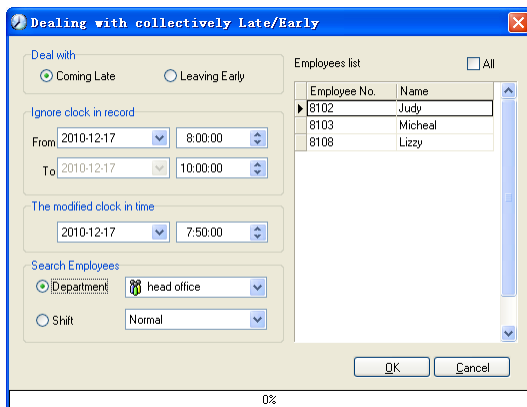 Dealing with collectively Late/Early
Deal with
Coming Late
Leaving Early
Ignore clock in record
From 2010-12-17 8:00:00
To 2010-12-17 10:00:00
The modified clock in time
2010-12-17 7:50:00
Search Employees
Department head office
Shift Normal
Employees list All
Employee No. Name
8102 Judy
8103 Micheal
8108 Lizzy
OK Cancel
0%